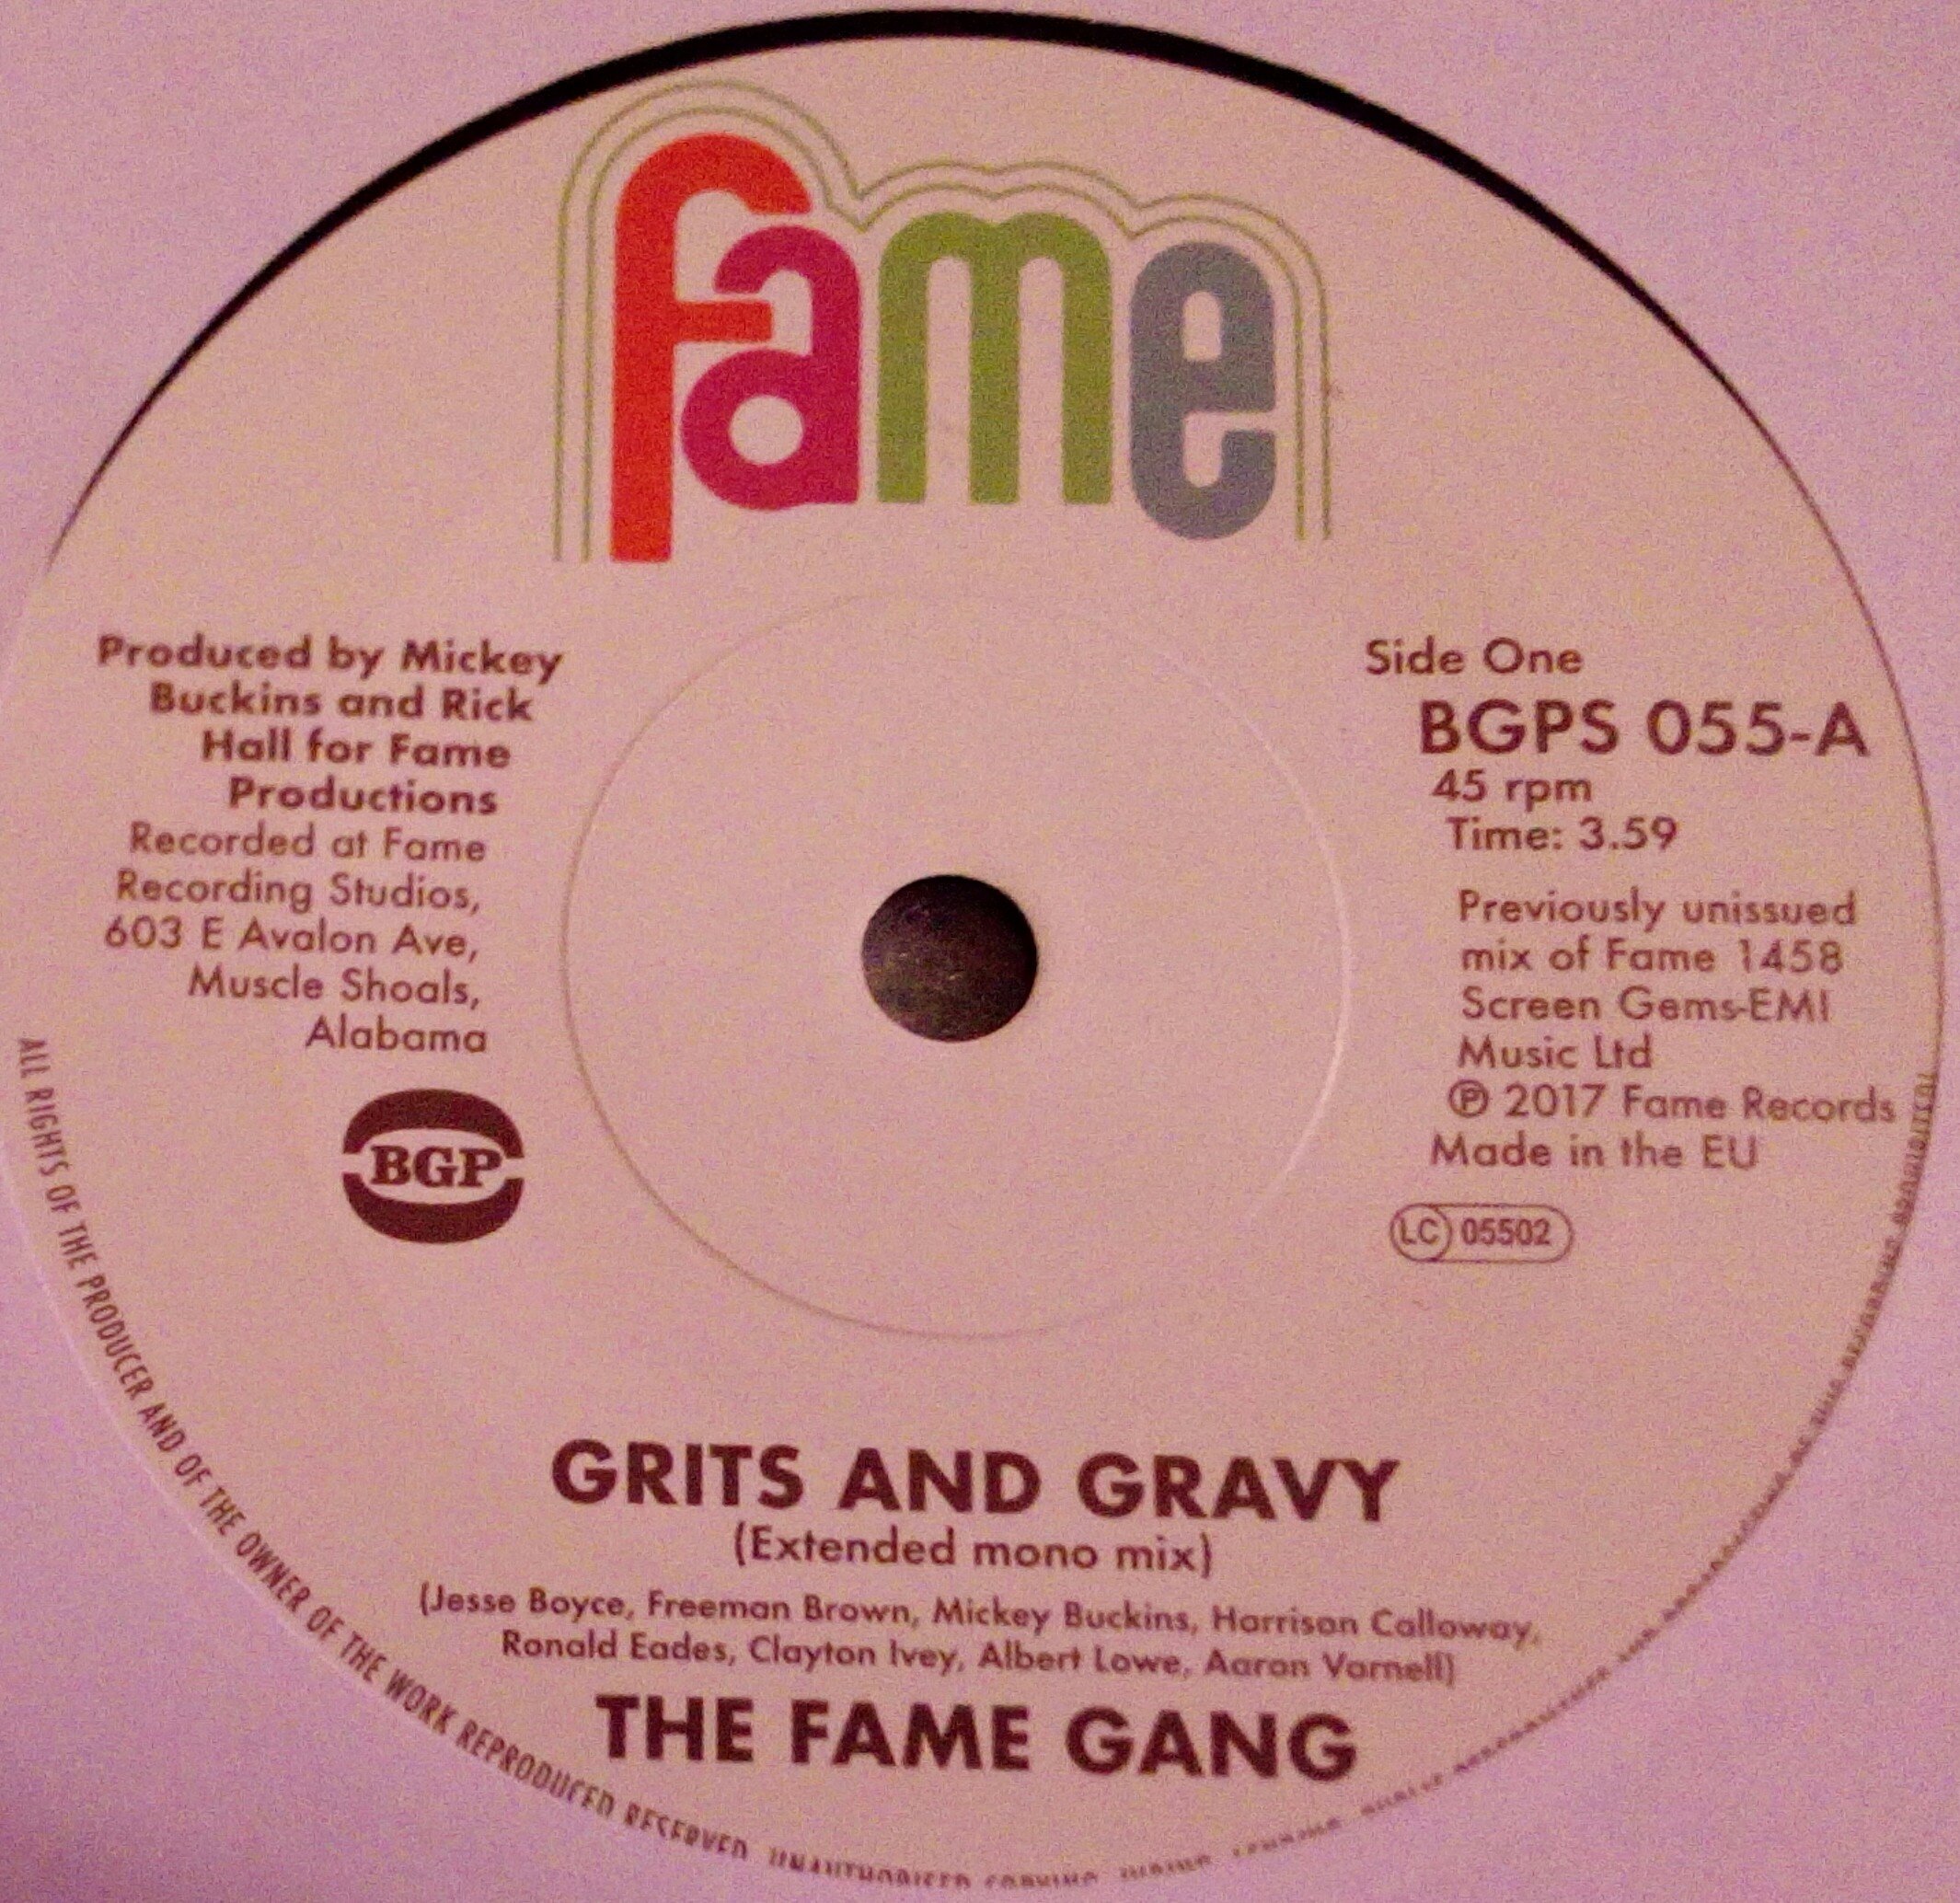 fame
Produced by Mickey
Buckins and Rick
Hall for Fame
Productions
Recorded at Fame
Recording Studios,
603 E Avalon Ave,
Muscle Shoals,
Alabama
BGP
Side One
BGPS 055-A
45 rpm
Time: 3.59
Previously unissued
mix of Fame 1458
Screen Gems-EMI
Music Ltd
℗ 2017 Fame Records
Made in the EU
LC 05502
GRITS AND GRAVY
(Extended mono mix)
(Jesse Boyce, Freeman Brown, Mickey Buckins, Harrison Calloway,
Ronald Eades, Clayton Ivey, Albert Lowe, Aaron Varnell)
THE FAME GANG
ALL RIGHTS OF THE PRODUCER AND OF THE OWNER OF THE WORK REPRODUCED RESERVED UNAUTHORISED COPYING